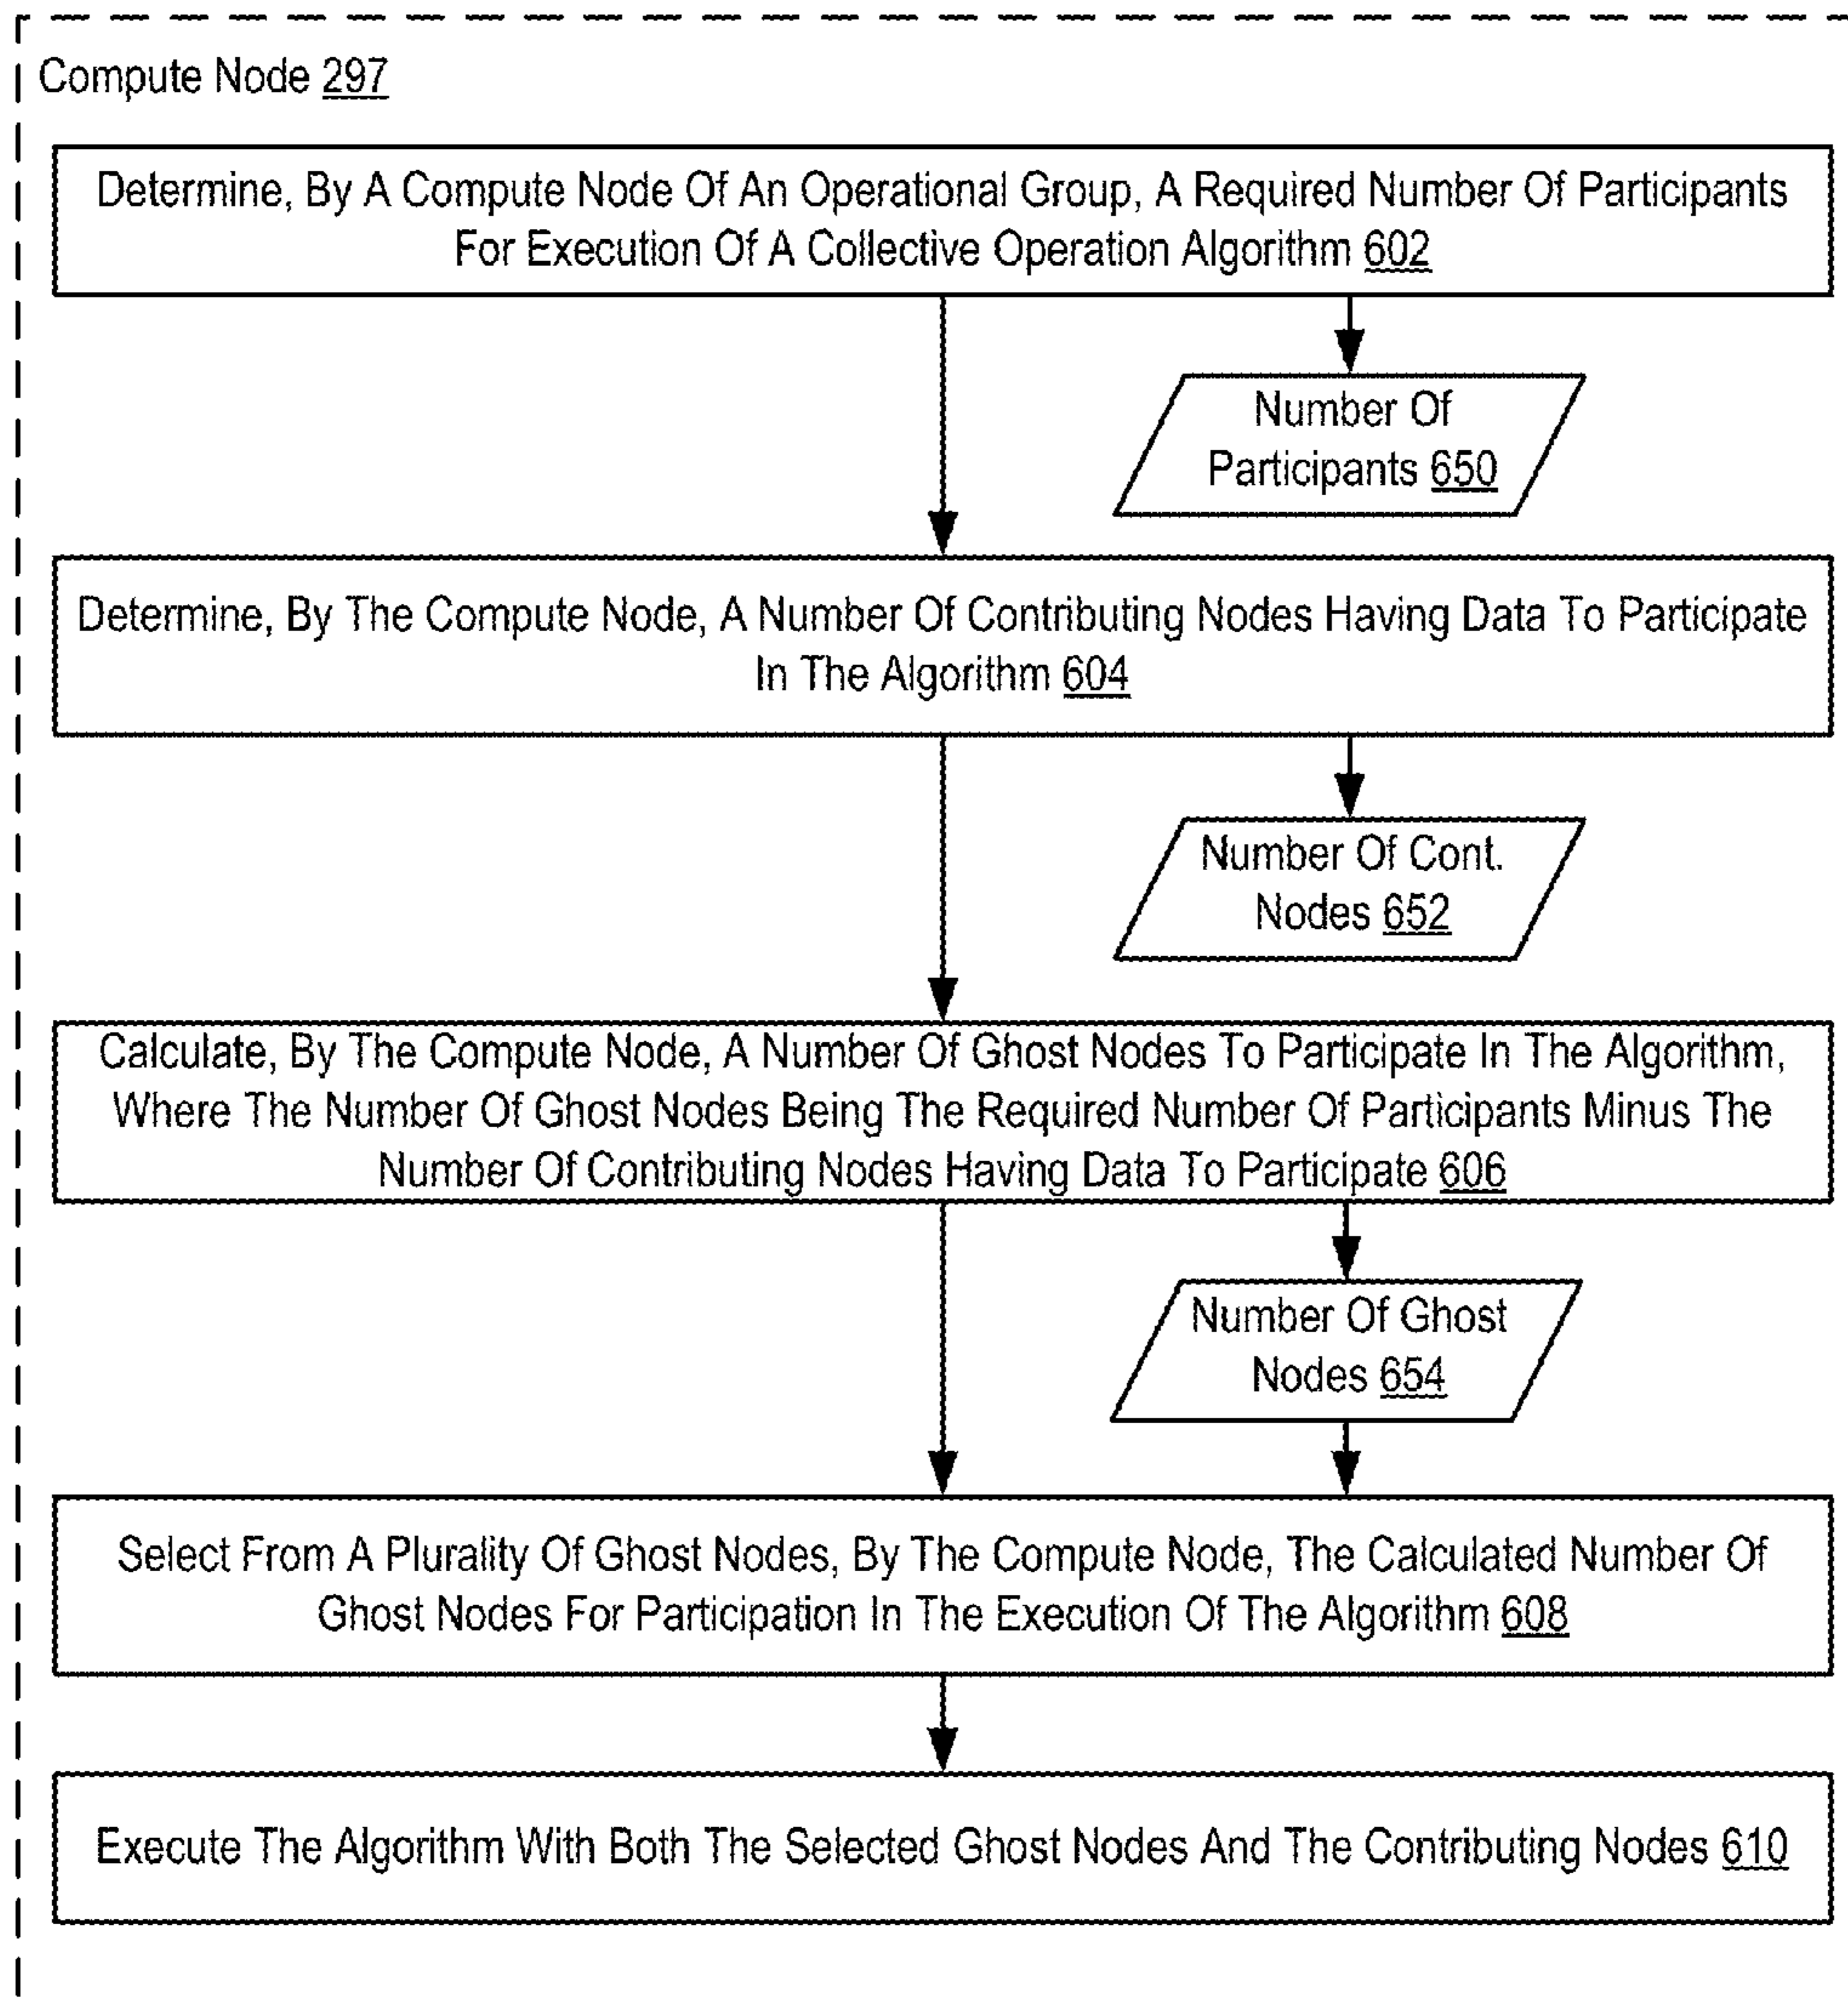 Compute Node 297
Determine, By A Compute Node Of An Operational Group, A Required Number Of Participants
For Execution Of A Collective Operation Algorithm 602
Number Of
Participants 650
Determine, By The Compute Node, A Number Of Contributing Nodes Having Data To Participate
In The Algorithm 604
Number Of Cont.
Nodes 652
Calculate, By The Compute Node, A Number Of Ghost Nodes To Participate In The Algorithm,
Where The Number Of Ghost Nodes Being The Required Number Of Participants Minus The
Number Of Contributing Nodes Having Data To Participate 606
Number Of Ghost
Nodes 654
Select From A Plurality Of Ghost Nodes, By The Compute Node, The Calculated Number Of
Ghost Nodes For Participation In The Execution Of The Algorithm 608
Execute The Algorithm With Both The Selected Ghost Nodes And The Contributing Nodes 610